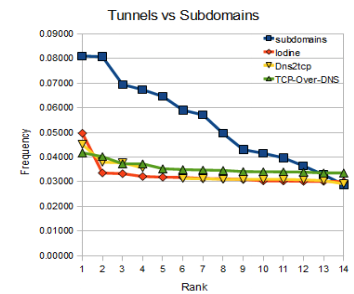 Tunnels vs Subdomains
0.09000
0.08000
0.07000
0.06000
0.05000
0.04000
0.03000
0.02000
0.01000
0.00000
Frequency
subdomains
Iodine
Dns2tcp
TCP-Over-DNS
1 2 3 4 5 6 7 8 9 10 11 12 13 14
Rank